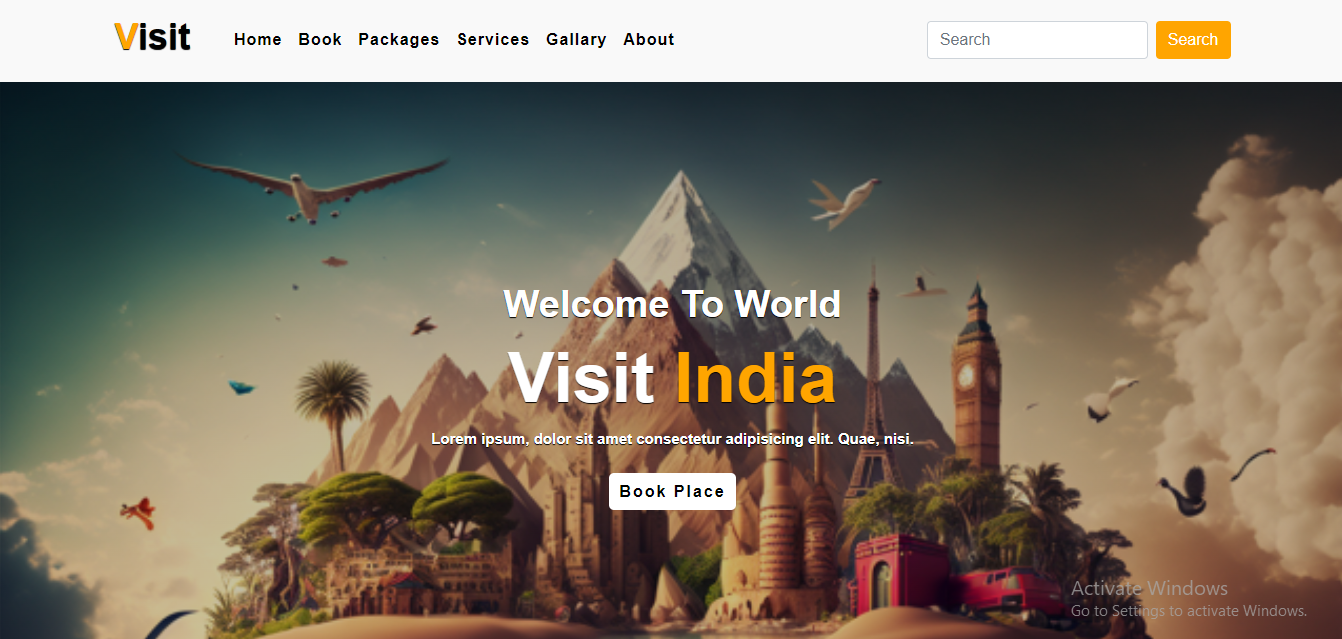 Visit Home Book Packages Services Gallary About Search Search
Welcome To World
Visit India
Lorem ipsum, dolor sit amet consectetur adipisicing elit. Quae, nisi.
Book Place
Activate Windows
Go to Settings to activate Windows.